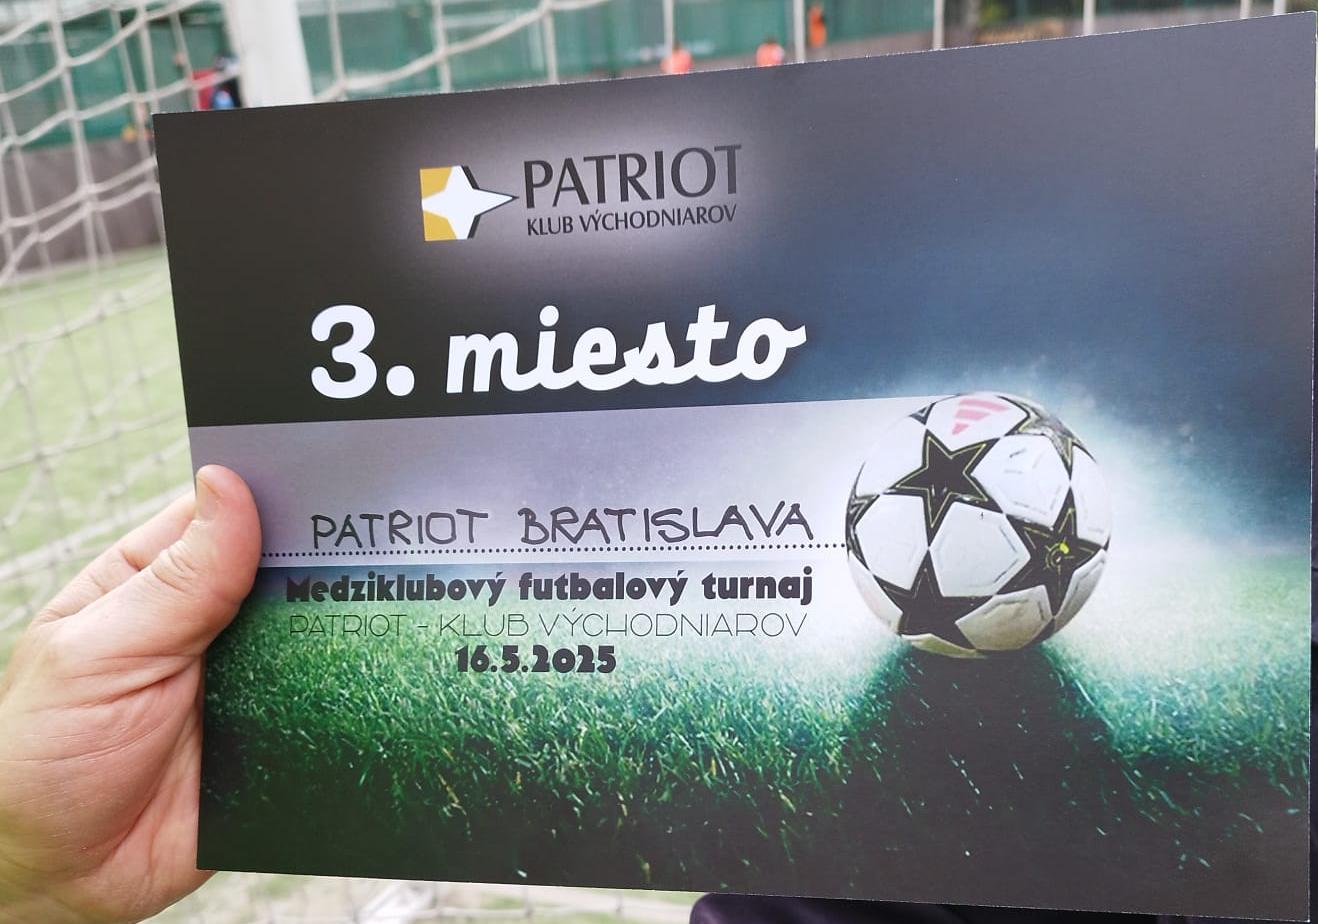 PATRIOT
KLUB VÝCHODNIAROV
3. miesto
PATRIOT BRATISLAVA
Medziklubový futbalový turnaj
PATRIOT - KLUB VÝCHODNIAROV
16.5.2025